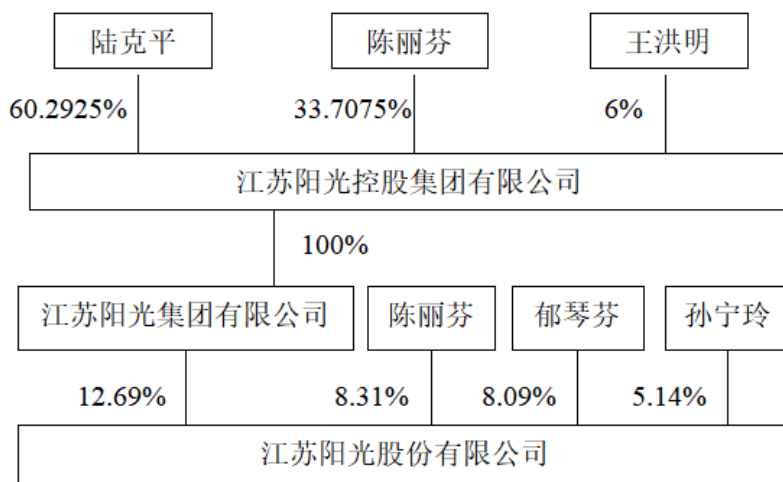 陆克平 陈丽芬 王洪明
60.2925% 33.7075% 6%
江苏阳光控股集团有限公司
100%
江苏阳光集团有限公司 陈丽芬 郁琴芬 孙宁玲
12.69% 8.31% 8.09% 5.14%
江苏阳光股份有限公司